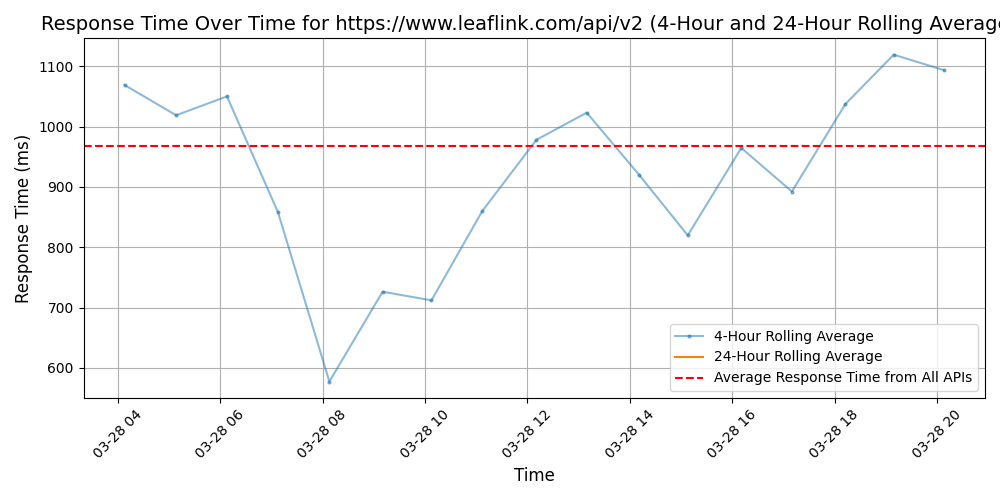 Response Time Over Time for https://www.leaflink.com/api/v2 (4-Hour and 24-Hour Rolling Average
Response Time (ms)
1100
1000
900
800
700
600
4-Hour Rolling Average
24-Hour Rolling Average
Average Response Time from All APIs
03-28 04
03-28 06
03-28 08
03-28 10
03-28 12
03-28 14
03-28 16
03-28 18
03-28 20
Time